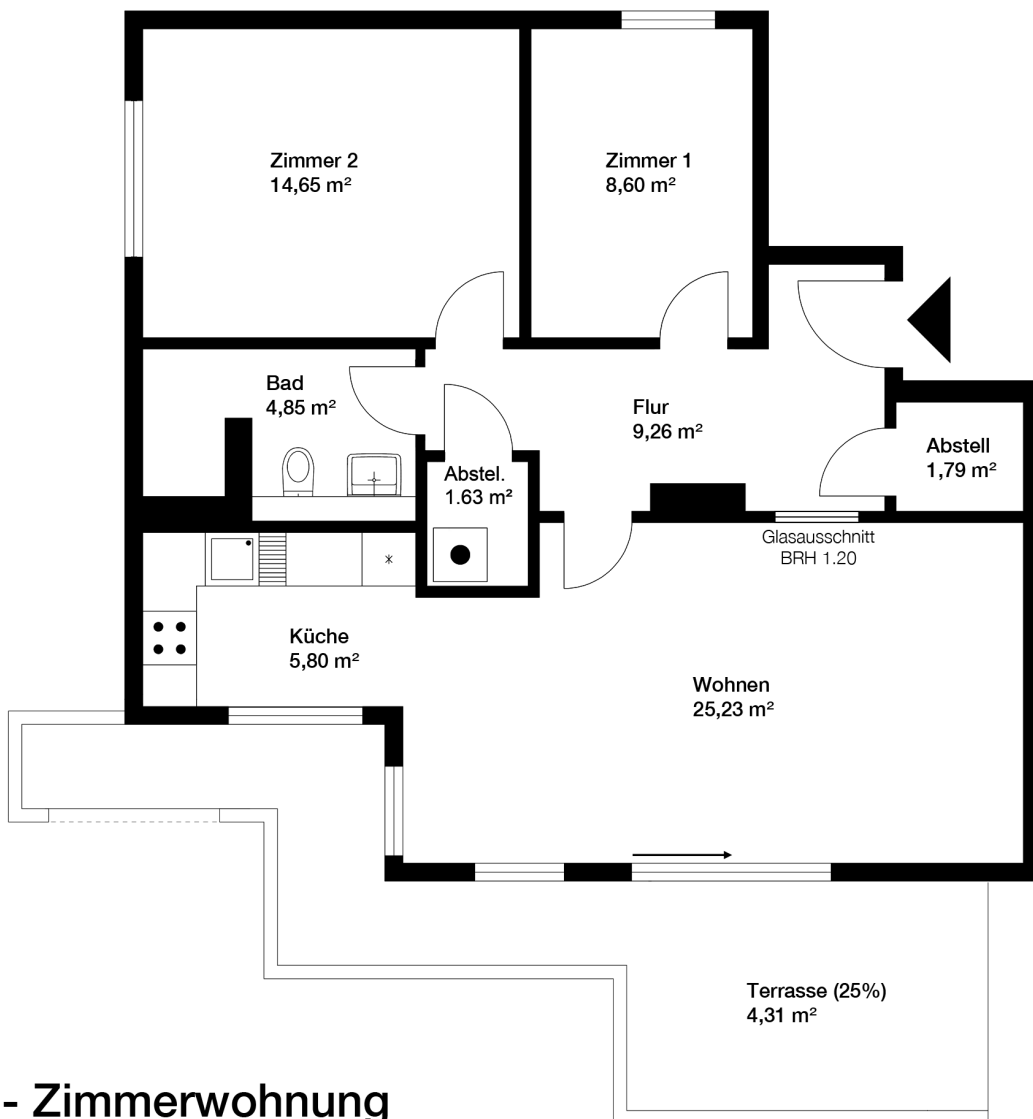 Zimmer 2
14,65 m²
Zimmer 1
8,60 m²
Bad
4,85 m²
Flur
9,26 m²
Abstell
1,79 m²
Abstel.
1.63 m²
Glasausschnitt
BRH 1.20
Küche
5,80 m²
Wohnen
25,23 m²
Terrasse (25%)
4,31 m²
- Zimmerwohnung